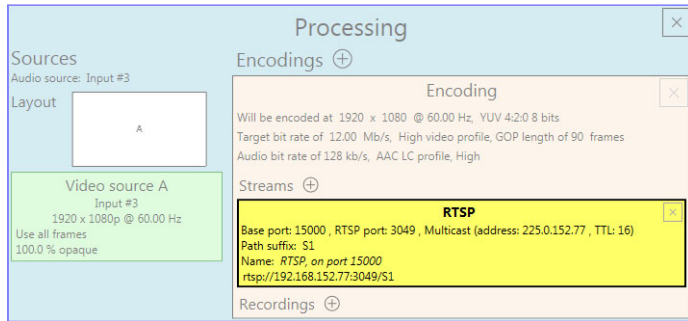 Processing
Sources
Audio source: Input #3
Layout
A
Video source A
Input #3
1920 x 1080p @ 60.00 Hz
Use all frames
100.0 % opaque
Encodings
Encoding
Will be encoded at 1920 x 1080 @ 60.00 Hz, YUV 4:2:0 8 bits
Target bit rate of 12.00 Mb/s, High video profile, GOP length of 90 frames
Audio bit rate of 128 kb/s, AAC LC profile, High
Streams
RTSP
Base port: 15000 , RTSP port: 3049 , Multicast (address: 225.0.152.77 , TTL: 16)
Path suffix: S1
Name: RTSP, on port 15000
rtsp://192.168.152.77:3049/S1
Recordings